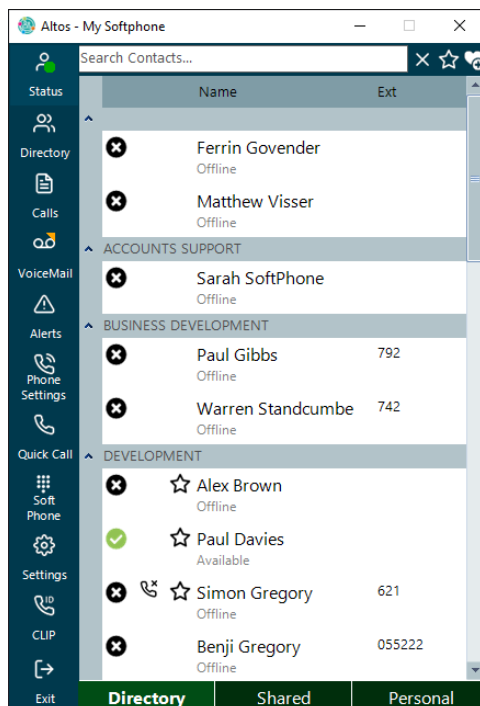 Altos - My Softphone
Search Contacts...
Status
Name Ext
Directory
Ferrin Govender
Offline
Matthew Visser
Offline
Calls
VoiceMail
ACCOUNTS SUPPORT
Sarah SoftPhone
Offline
Alerts
BUSINESS DEVELOPMENT
Paul Gibbs 792
Offline
Phone
Settings
Warren Standcumbe 742
Offline
Quick Call
DEVELOPMENT
Alex Brown
Offline
Soft
Phone
Paul Davies
Available
Settings
Simon Gregory 621
Offline
ID
CLIP
Benji Gregory 055222
Offline
Exit
Directory Shared Personal